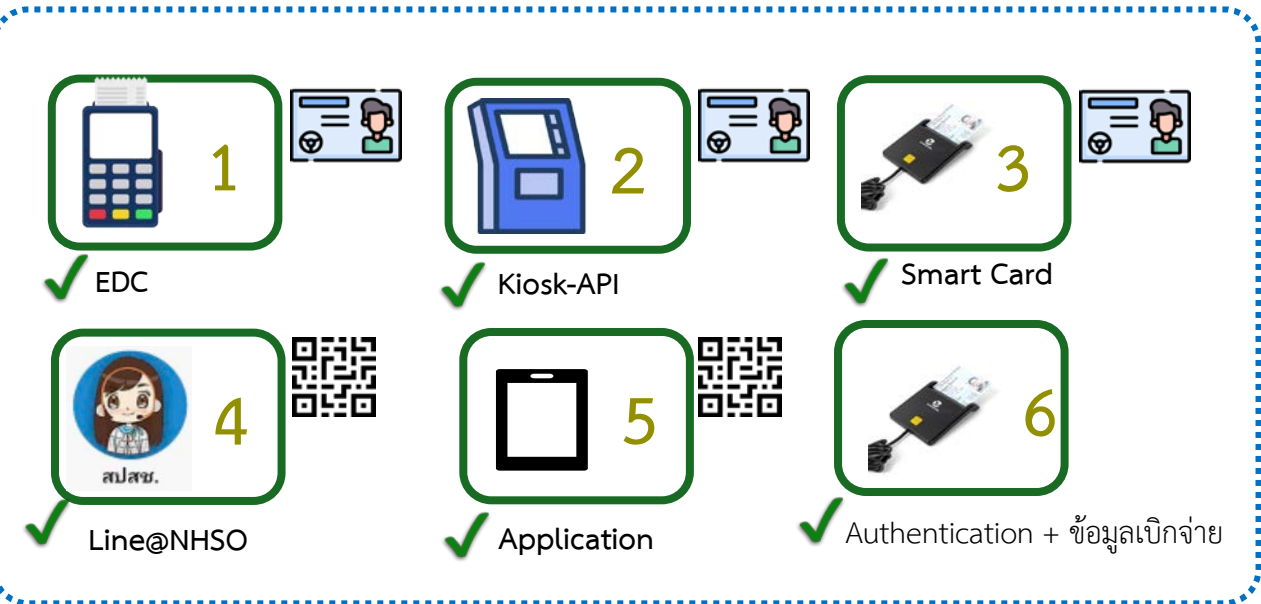 1
2
3
EDC
Kiosk-API
Smart Card
4
5
6
สปสช.
Line@NHSO
Application
Authentication + ข้อมูลเบิกจ่าย